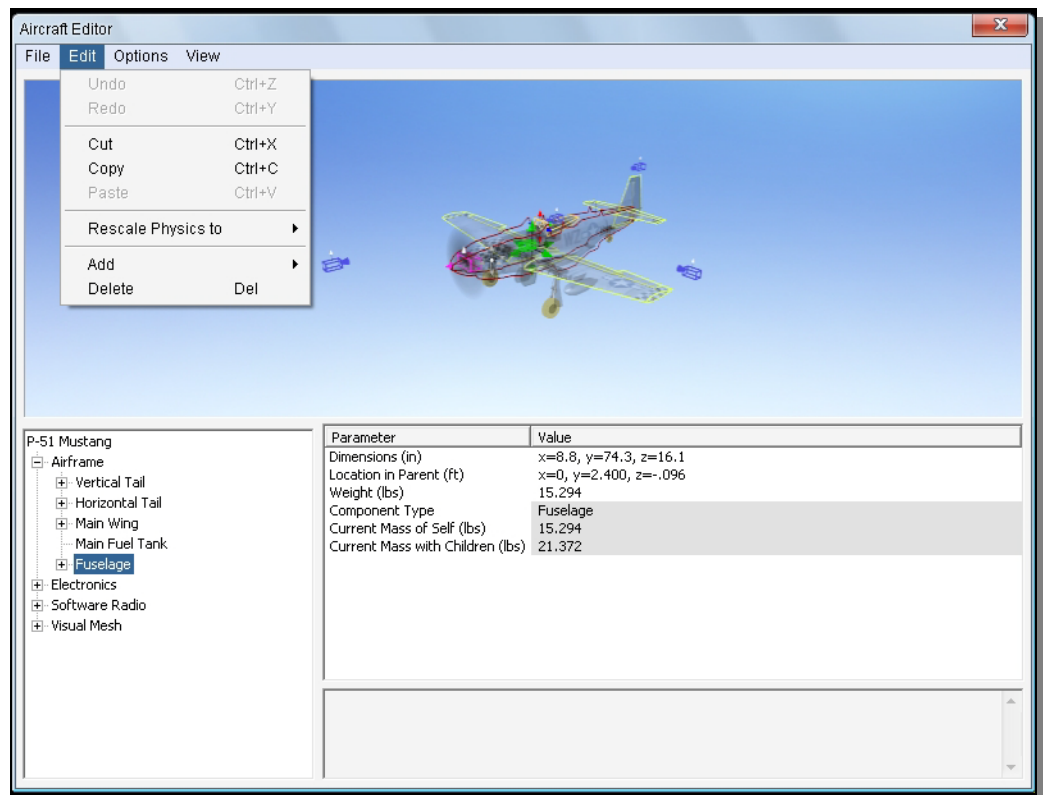 Aircraft Editor
File Edit Options View
Undo Ctrl+Z
Redo Ctrl+Y
Cut Ctrl+X
Copy Ctrl+C
Paste Ctrl+V
Rescale Physics to
Add
Delete Del
P-51 Mustang
Airframe
Vertical Tail
Horizontal Tail
Main Wing
Main Fuel Tank
Fuselage
Electronics
Software Radio
Visual Mesh
Parameter Value
Dimensions (in) x=8.8, y=74.3, z=16.1
Location in Parent (ft) x=0, y=2.400, z=-.096
Weight (lbs) 15.294
Component Type Fuselage
Current Mass of Self (lbs) 15.294
Current Mass with Children (lbs) 21.372